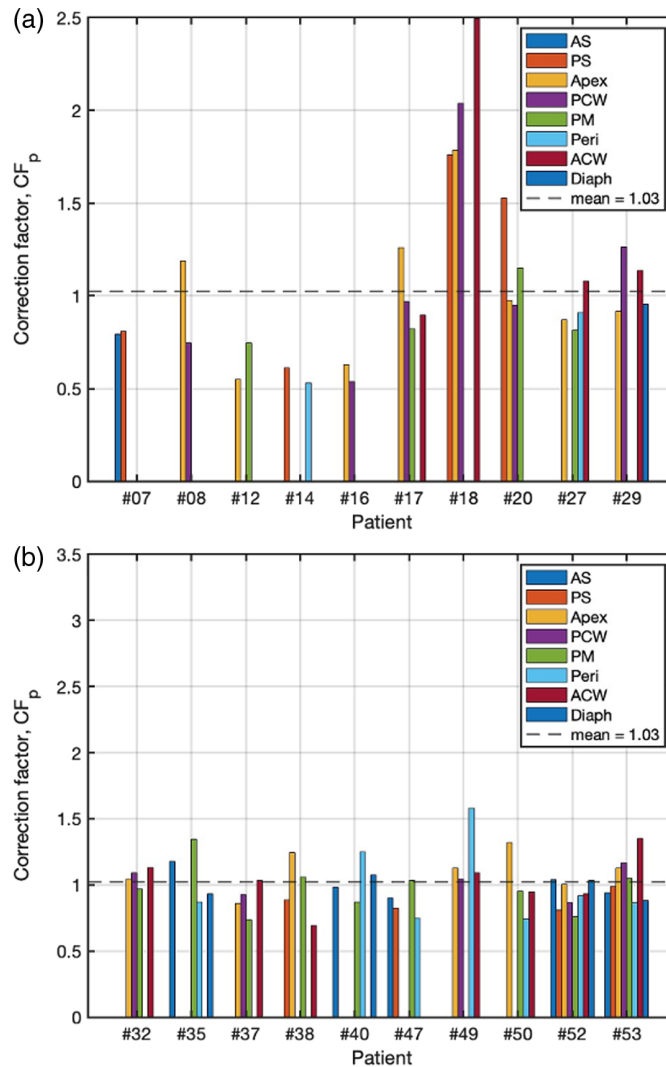 (a)
2.5
2
1.5
1
0.5
0
Correction factor, CFp
AS
PS
Apex
PCW
PM
Peri
ACW
Diaph
mean = 1.03
#07 #08 #12 #14 #16 #17 #18 #20 #27 #29
Patient
(b)
3.5
3
2.5
2
1.5
1
0.5
0
Correction factor, CFp
AS
PS
Apex
PCW
PM
Peri
ACW
Diaph
mean = 1.03
#32 #35 #37 #38 #40 #47 #49 #50 #52 #53
Patient